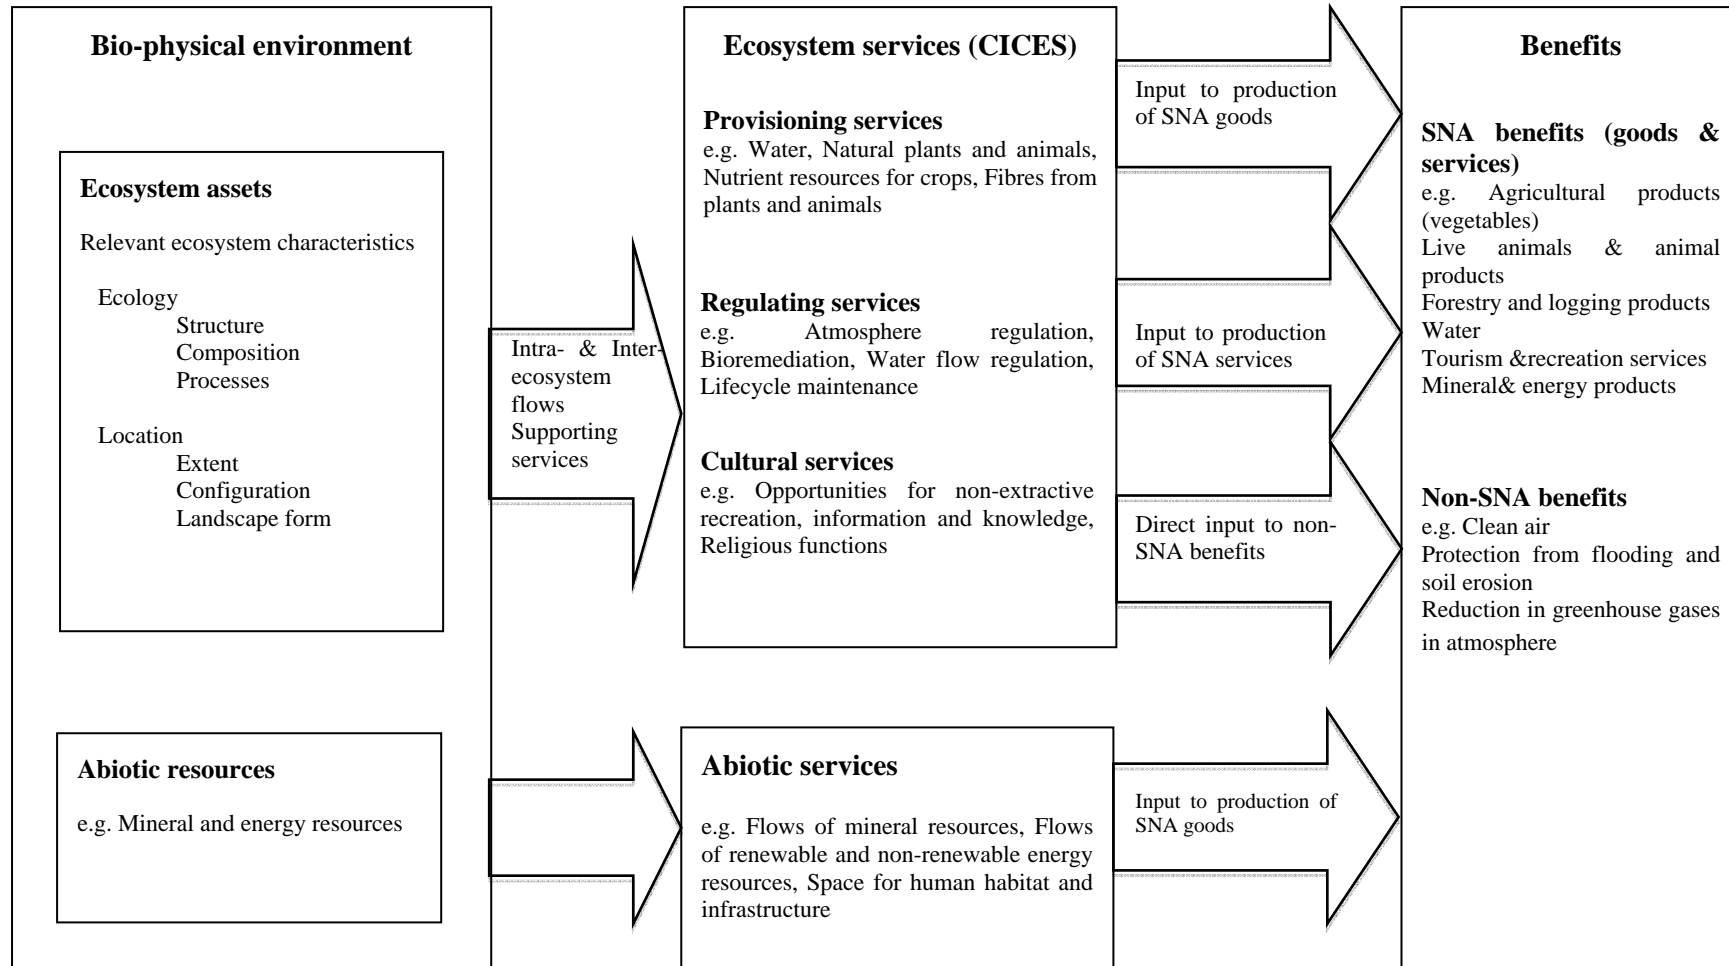 Bio-physical environment
Ecosystem assets
Relevant ecosystem characteristics
Ecology
Structure
Composition
Processes
Location
Extent
Configuration
Landscape form
Abiotic resources
e.g. Mineral and energy resources
Intra- & Inter-
ecosystem
flows
Supporting
services
Ecosystem services (CICES)
Provisioning services
e.g. Water, Natural plants and animals,
Nutrient resources for crops, Fibres from
plants and animals
Regulating services
e.g. Atmosphere regulation,
Bioremediation, Water flow regulation,
Lifecycle maintenance
Cultural services
e.g. Opportunities for non-extractive
recreation, information and knowledge,
Religious functions
Abiotic services
e.g. Flows of mineral resources, Flows
of renewable and non-renewable energy
resources, Space for human habitat and
infrastructure
Input to production
of SNA goods
Input to production
of SNA services
Direct input to non-
SNA benefits
Input to production of
SNA goods
Benefits
SNA benefits (goods &
services)
e.g. Agricultural products
(vegetables)
Live animals & animal
products
Forestry and logging products
Water
Tourism &recreation services
Mineral& energy products
Non-SNA benefits
e.g. Clean air
Protection from flooding and
soil erosion
Reduction in greenhouse gases
in atmosphere